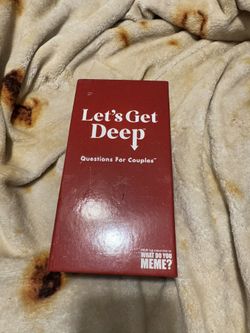 Let's Get
Deep
Questions For Couples™
WHAT DO YOU
MEME?